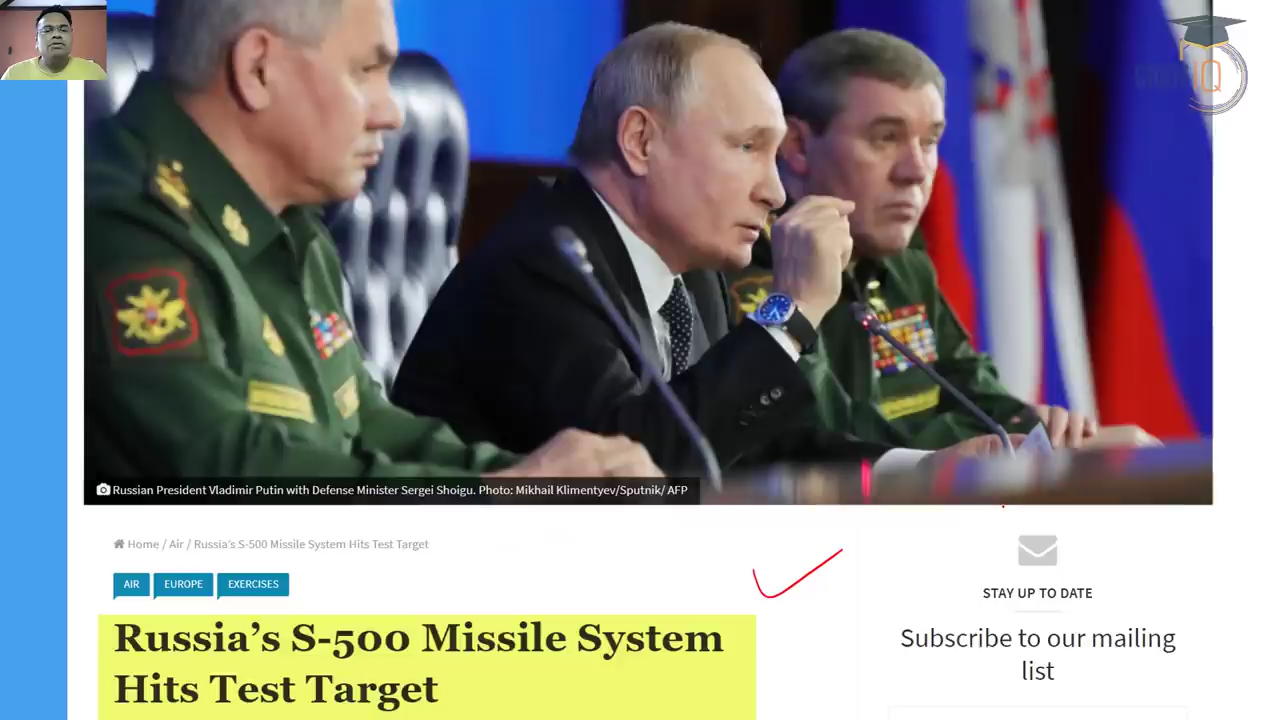 IQ
Russian President Vladimir Putin with Defense Minister Sergei Shoigu. Photo: Mikhail Klimentyev/Sputnik/ AFP
Home / Air / Russia's S-500 Missile System Hits Test Target
AIR EUROPE EXERCISES
Russia's S-500 Missile System
Hits Test Target
STAY UP TO DATE
Subscribe to our mailing
list